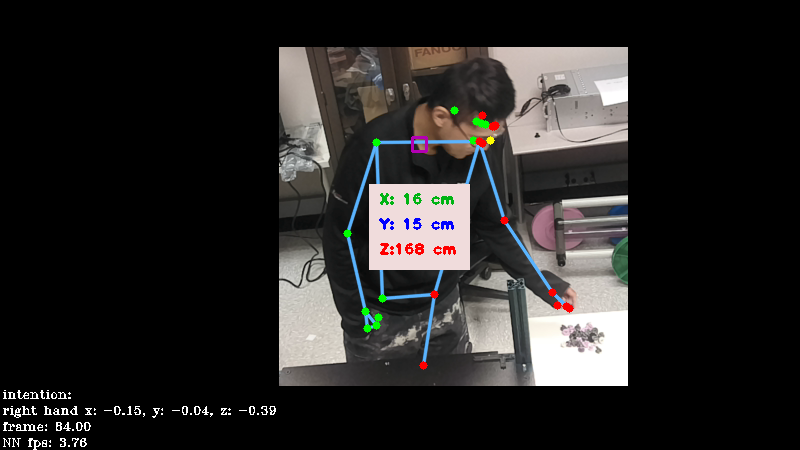 FANUC
X: 16 cm
Y: 15 cm
Z:168 cm
intention:
right hand x: -0.15, y: -0.04, z: -0.39
frame: 84.00
NN fps: 3.76